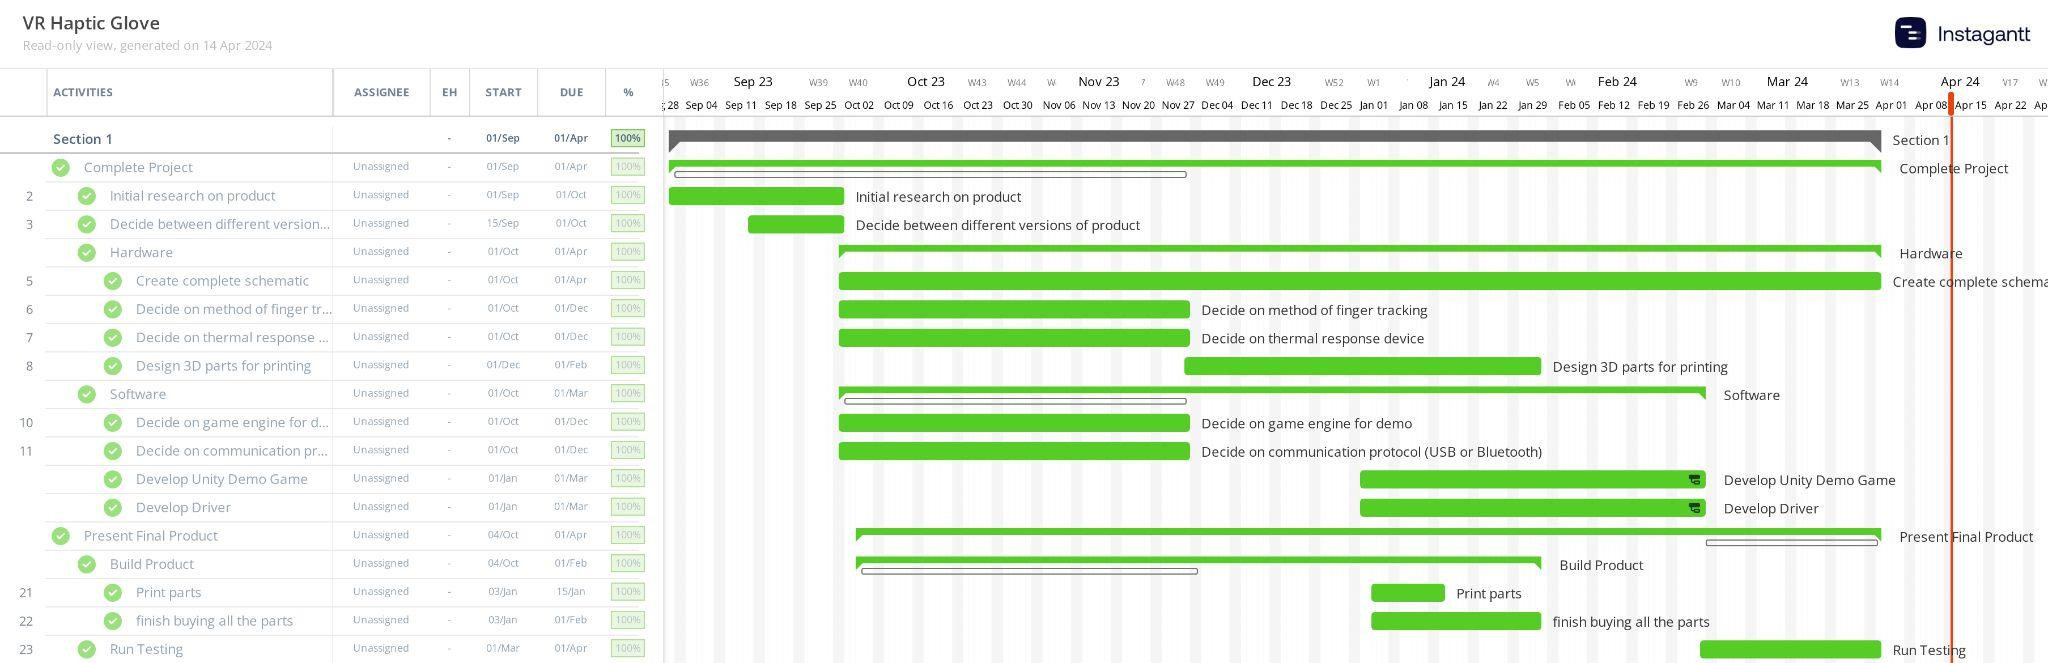 VR Haptic Glove
Read-only view, generated on 14 Apr 2024
Instagantt
ACTIVITIES ASSIGNEE EH START DUE %
W36 Sep 23 W39 W40 Oct 23 W43 W44 Nov 23 W48 W49 Dec 23 W52 W1 Jan 24 W4 W5 Feb 24 W9 W10 Mar 24 W13 W14 Apr 24 W17
28 Sep 04 Sep 11 Sep 18 Sep 25 Oct 02 Oct 09 Oct 16 Oct 23 Oct 30 Nov 06 Nov 13 Nov 20 Nov 27 Dec 04 Dec 11 Dec 18 Dec 25 Jan 01 Jan 08 Jan 15 Jan 22 Jan 29 Feb 05 Feb 12 Feb 19 Feb 26 Mar 04 Mar 11 Mar 18 Mar 25 Apr 01 Apr 08 Apr 15 Apr 22
Section 1 - 01/Sep 01/Apr 100% Section 1
Complete Project Unassigned - 01/Sep 01/Apr 100% Complete Project
2 Initial research on product Unassigned - 01/Sep 01/Oct 100% Initial research on product
3 Decide between different version... Unassigned - 15/Sep 01/Oct 100% Decide between different versions of product
Hardware Unassigned - 01/Oct 01/Apr 100% Hardware
5 Create complete schematic Unassigned - 01/Oct 01/Apr 100% Create complete schema
6 Decide on method of finger tr... Unassigned - 01/Oct 01/Dec 100% Decide on method of finger tracking
7 Decide on thermal response ... Unassigned - 01/Oct 01/Dec 100% Decide on thermal response device
8 Design 3D parts for printing Unassigned - 01/Dec 01/Feb 100% Design 3D parts for printing
Software Unassigned - 01/Oct 01/Mar 100% Software
10 Decide on game engine for d... Unassigned - 01/Oct 01/Dec 100% Decide on game engine for demo
11 Decide on communication pr... Unassigned - 01/Oct 01/Dec 100% Decide on communication protocol (USB or Bluetooth)
Develop Unity Demo Game Unassigned - 01/Jan 01/Mar 100% Develop Unity Demo Game
Develop Driver Unassigned - 01/Jan 01/Mar 100% Develop Driver
Present Final Product Unassigned - 04/Oct 01/Apr 100% Present Final Product
Build Product Unassigned - 04/Oct 01/Feb 100% Build Product
21 Print parts Unassigned - 03/Jan 15/Jan 100% Print parts
22 finish buying all the parts Unassigned - 03/Jan 01/Feb 100% finish buying all the parts
23 Run Testing Unassigned - 01/Mar 01/Apr 100% Run Testing